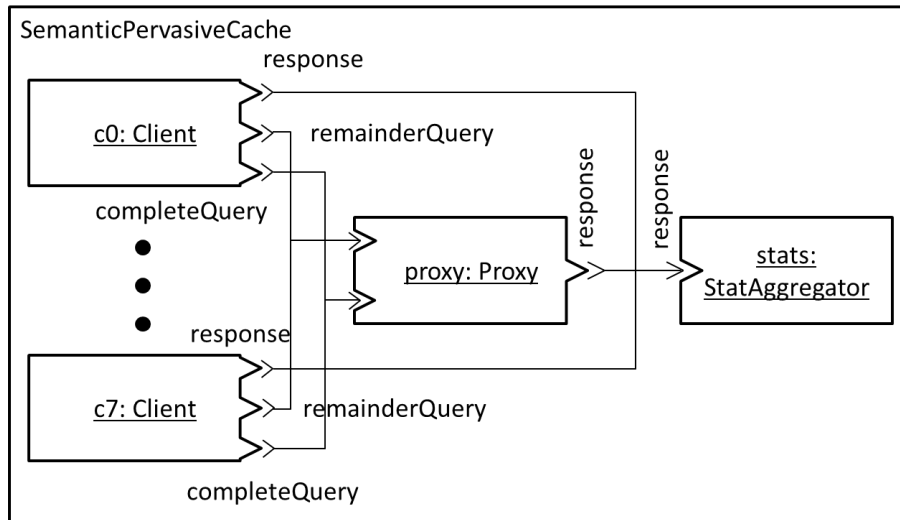 SemanticPervasiveCache
response
c0: Client
remainderQuery
completeQuery
response
response
proxy: Proxy
stats:
StatAggregator
response
c7: Client
remainderQuery
completeQuery